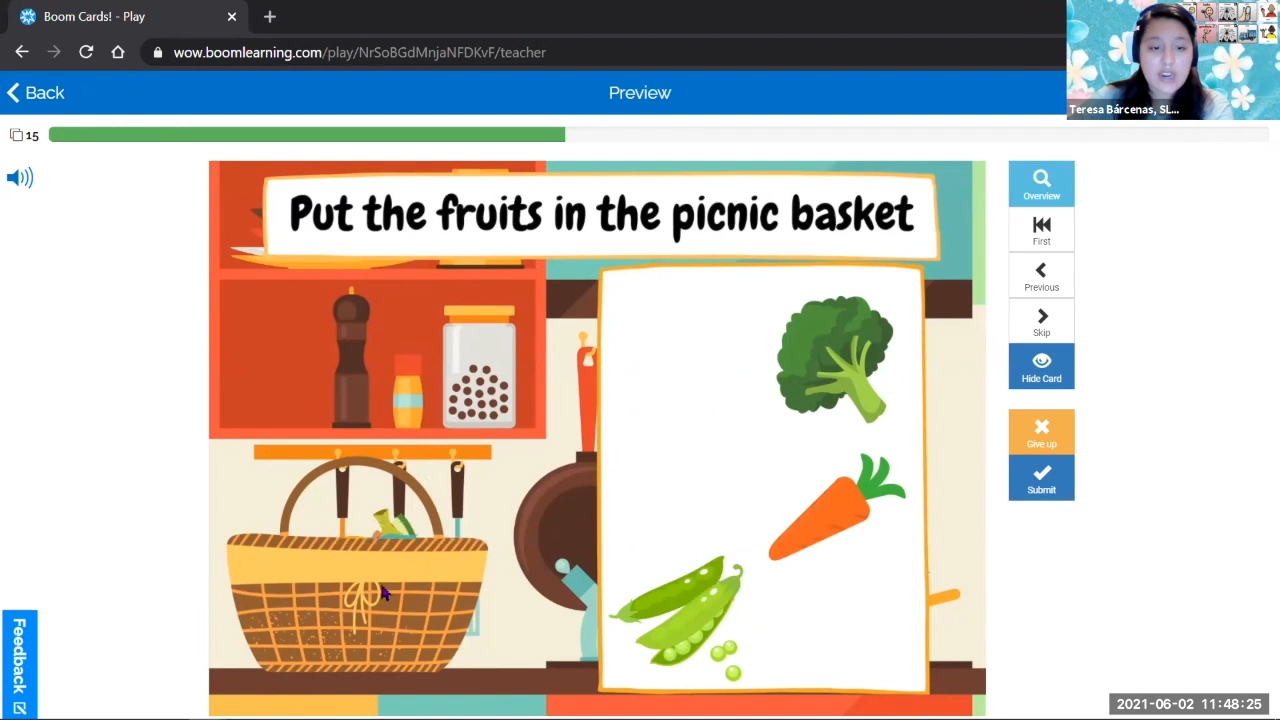 Boom Cards! - Play
wow.boomlearning.com/play/NrSoBGdMnjaNFDKvF/teacher
Back
Preview
Teresa Bárcenas, SL...
15
Put the fruits in the picnic basket
Overview
First
Previous
Skip
Hide Card
Give up
Submit
Feedback
2021-06-02 11:48:25